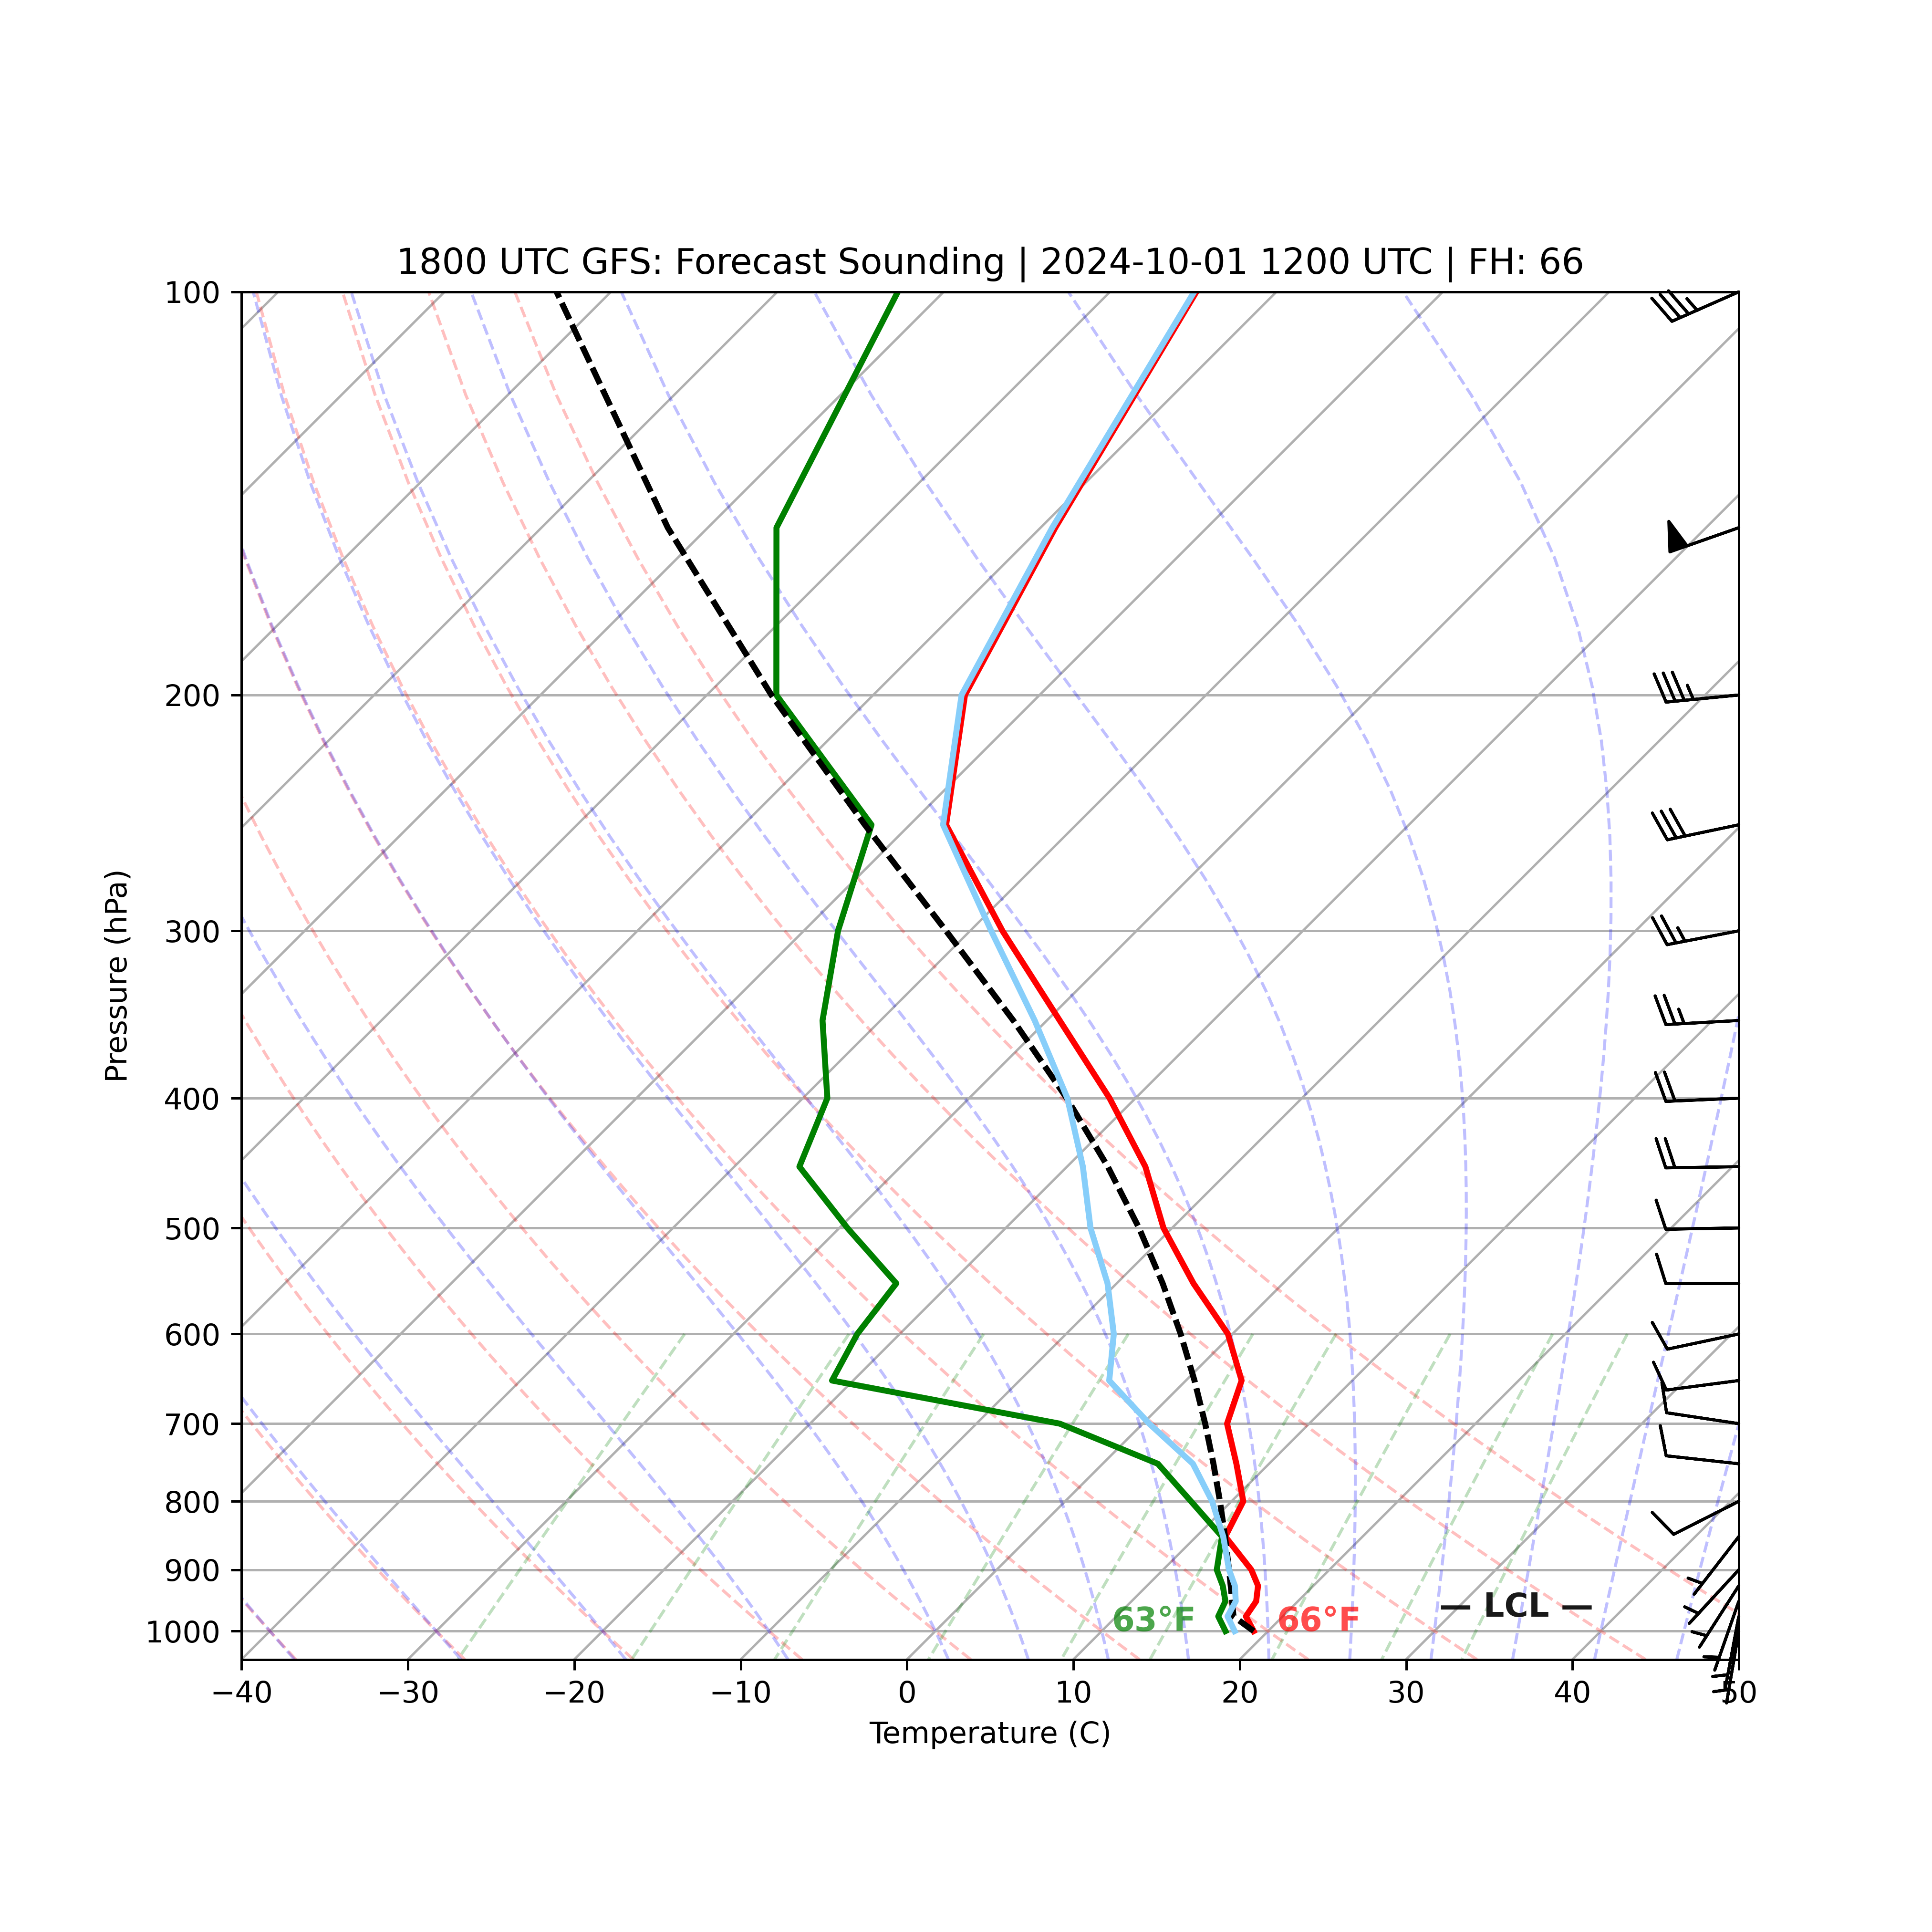 1800 UTC GFS: Forecast Sounding | 2024-10-01 1200 UTC | FH: 66
100
200
300
400
500
600
700
800
900
1000
Pressure (hPa)
63°F
66°F
— LCL —
−40 −30 −20 −10 0 10 20 30 40 50
Temperature (C)